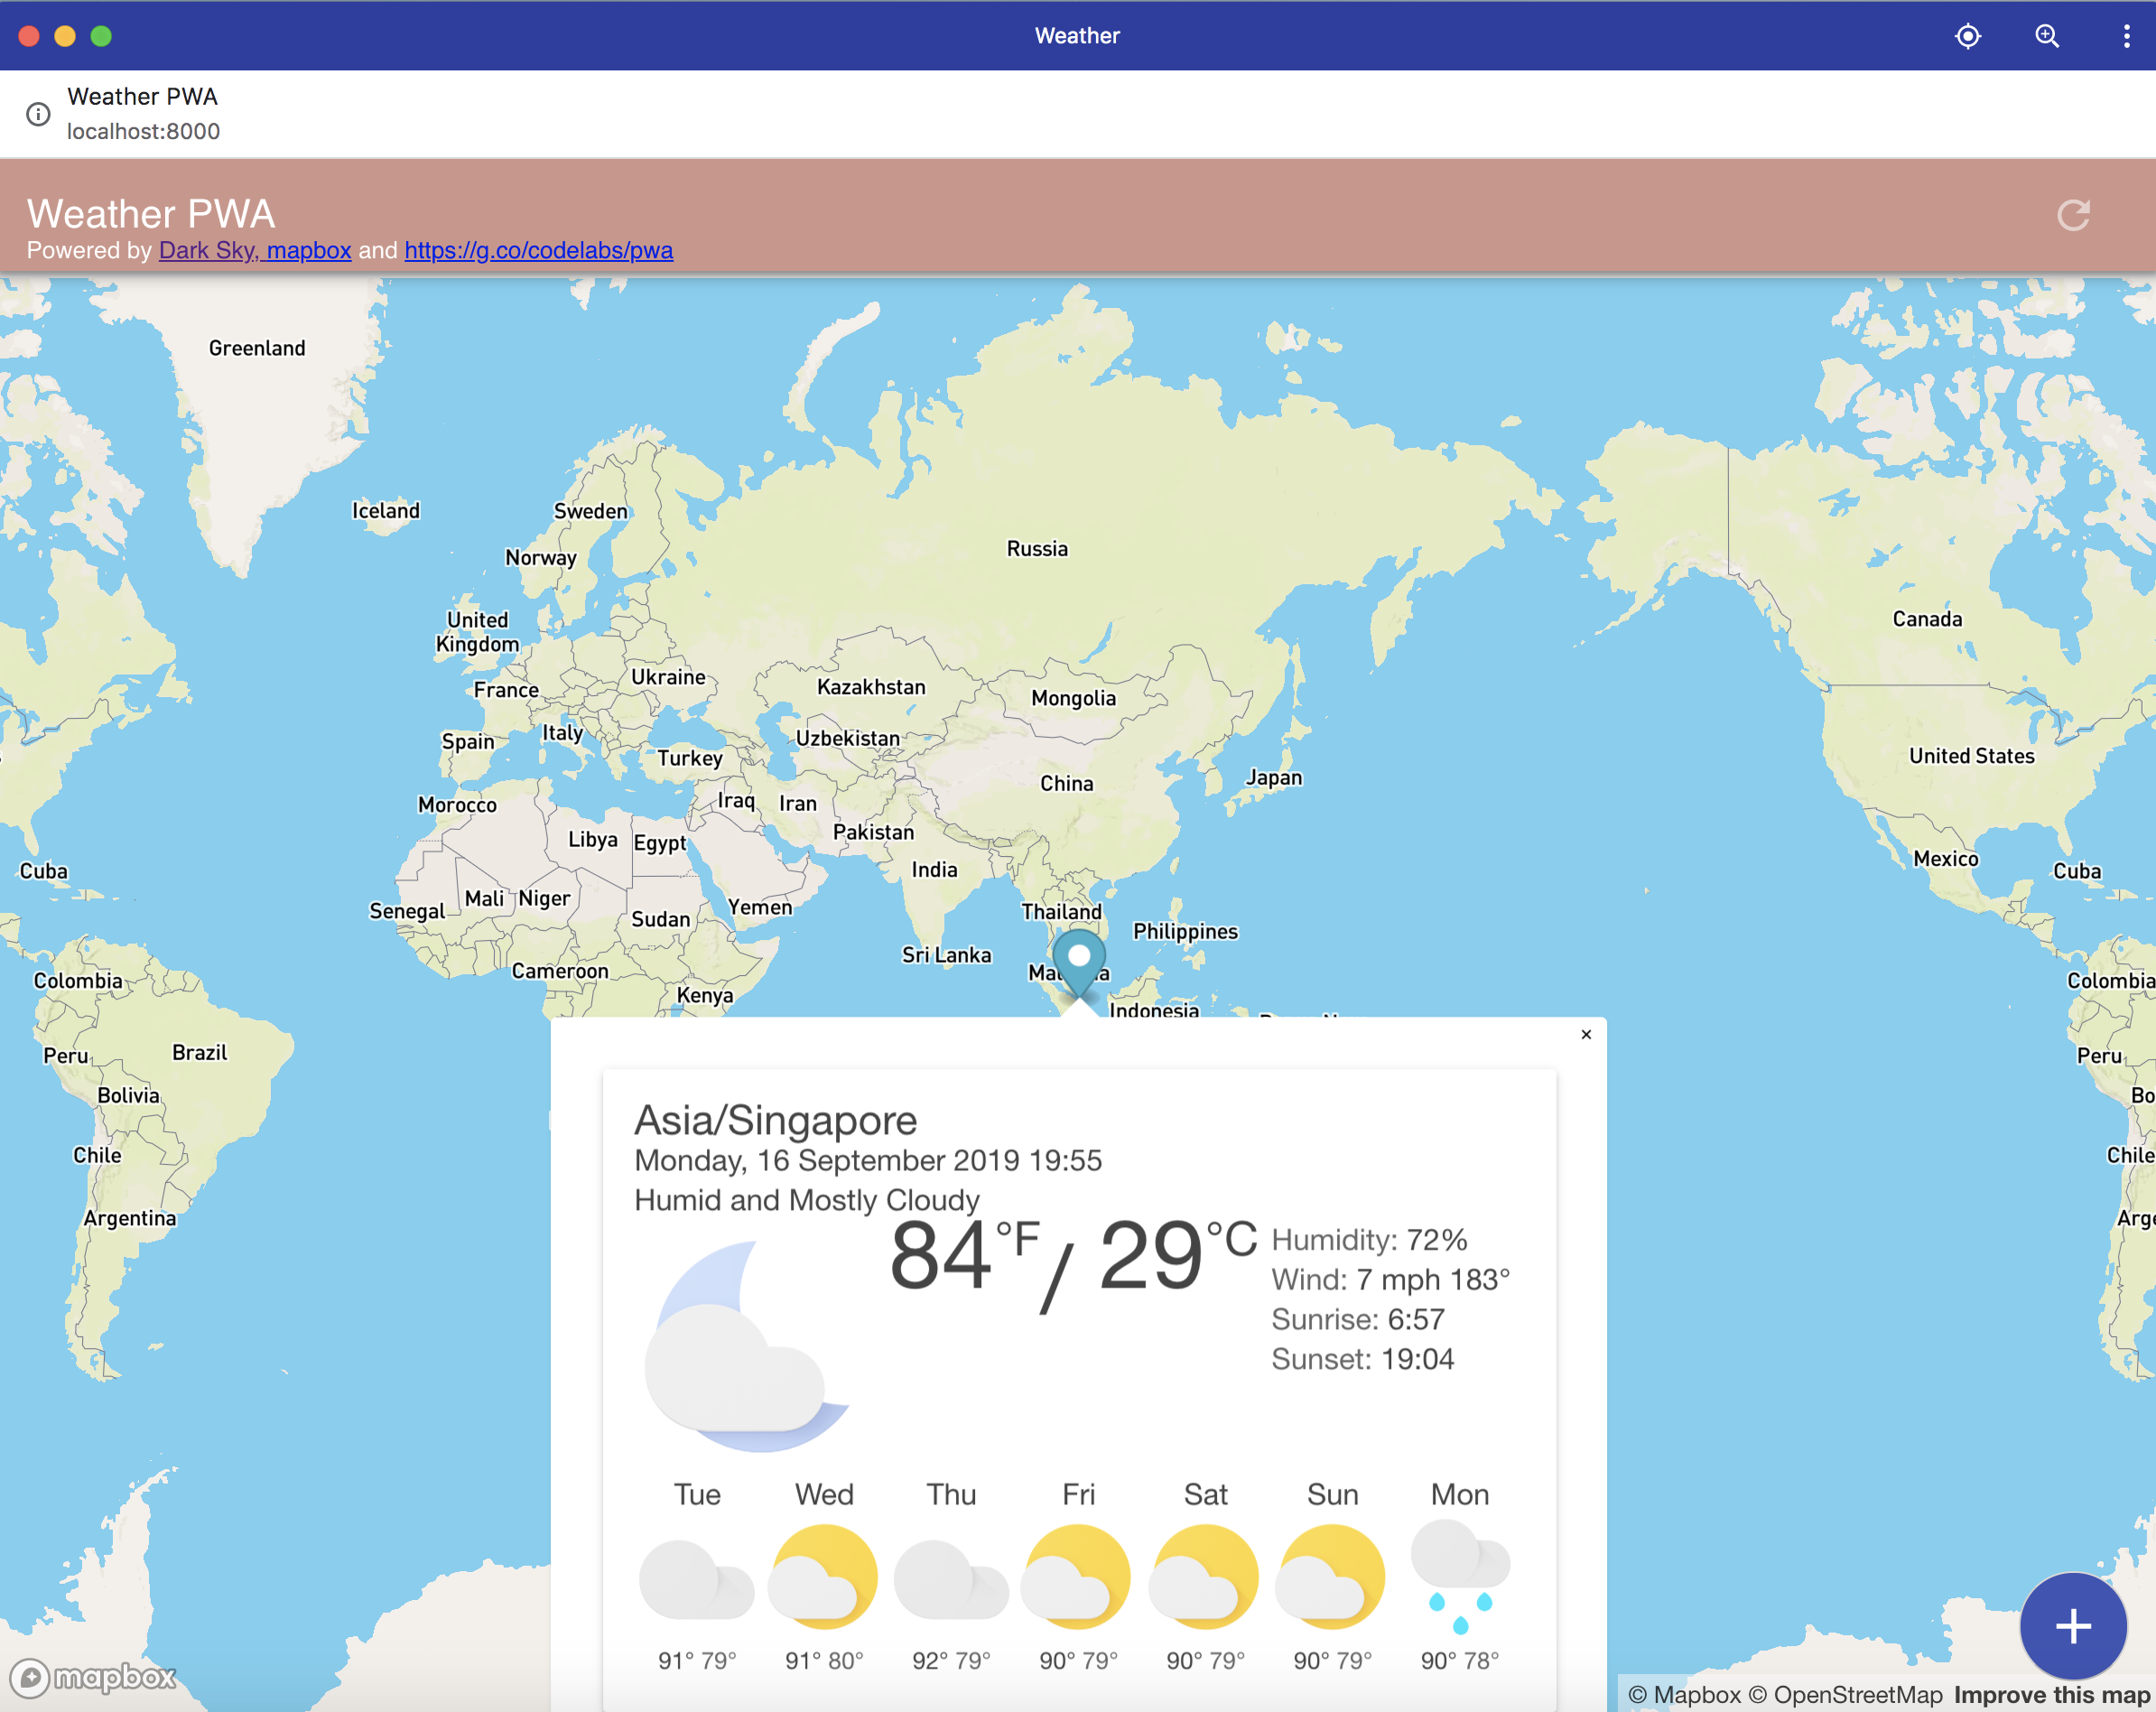 Weather
Weather PWA
localhost:8000
Weather PWA
Powered by Dark Sky, mapbox and https://g.co/codelabs/pwa
Greenland
Iceland
Sweden
Norway
Russia
United
Kingdom
Canada
Ukraine
France
Kazakhstan
Mongolia
Italy
Spain
Uzbekistan
Turkey
United States
China
Japan
Morocco
Iraq
Iran
Libya
Egypt
Pakistan
India
Mexico
Cuba
Cuba
Mali
Niger
Senegal
Sudan
Yemen
Thailand
Philippines
Sri Lanka
Cameroon
Kenya
Colombia
Colombia
Indonesia
Peru
Brazil
Peru
Bolivia
Bo
Chile
Chile
Argentina
Arge
×
Asia/Singapore
Monday, 16 September 2019 19:55
Humid and Mostly Cloudy
84°F / 29°C
Humidity: 72%
Wind: 7 mph 183°
Sunrise: 6:57
Sunset: 19:04
Tue Wed Thu Fri Sat Sun Mon
91° 79° 91° 80° 92° 79° 90° 79° 90° 79° 90° 79° 90° 78°
mapbox
© Mapbox © OpenStreetMap Improve this map